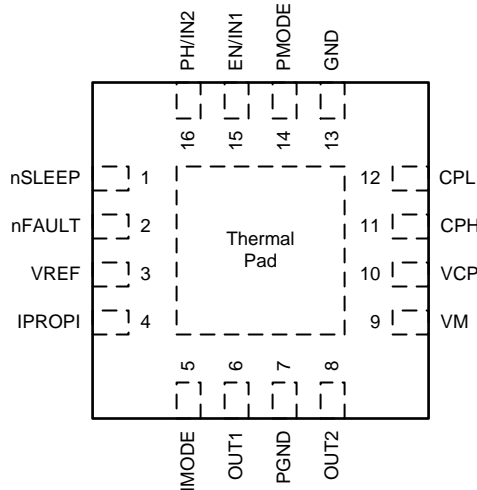 PH/IN2
EN/IN1
PMODE
GND
16
15
14
13
nSLEEP 1
nFAULT 2
VREF 3
IPROPI 4
Thermal
Pad
12 CPL
11 CPH
10 VCP
9 VM
5
6
7
8
IMODE
OUT1
PGND
OUT2